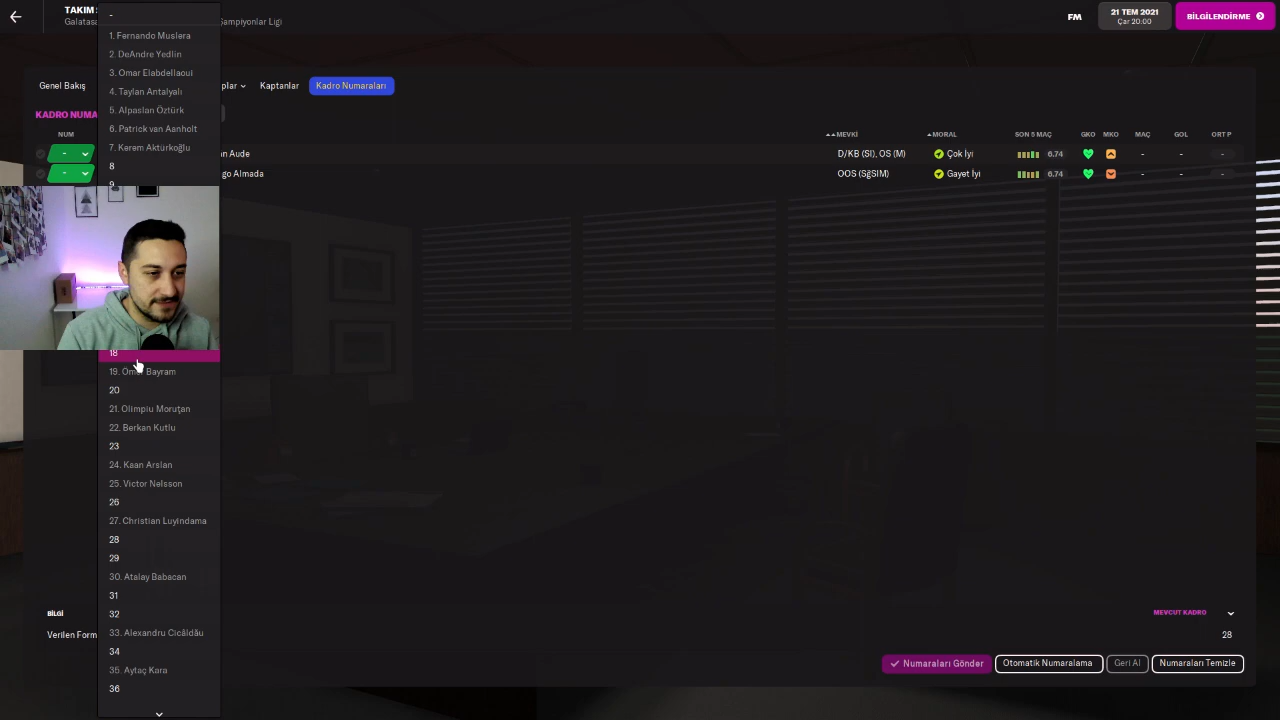 TAKIM
Galatasa
Şampiyonlar Ligi
FM
21 TEM 2021
Çar 20:00
BİLGİLENDİRME
-
1. Fernando Muslera
2. DeAndre Yedlin
3. Omar Elabdellaoui
4. Taylan Antalyalı
5. Alpaslan Öztürk
6. Patrick van Aanholt
7. Kerem Aktürkoğlu
8
9
18
19. Ömer Bayram
20
21. Olimpiu Moruţan
22. Berkan Kutlu
23
24. Kaan Arslan
25. Victor Nelsson
26
27. Christian Luyindama
28
29
30. Atalay Babacan
31
32
33. Alexandru Cicâldău
34
35. Aytaç Kara
36
Genel Bakış
plar
Kaptanlar
Kadro Numaraları
KADRO NUMA
NUM
MEVKİ
MORAL
SON 5 MAÇ
GKO
MKO
MAÇ
GOL
ORT P
-
n Aude
D/KB (Sl), OS (M)
Çok İyi
6.74
-
-
-
-
go Almada
OOS (SğSlM)
Gayet İyi
6.74
-
-
-
BİLGİ
MEVCUT KADRO
Verilen Form
28
Numaraları Gönder
Otomatik Numaralama
Geri Al
Numaraları Temizle